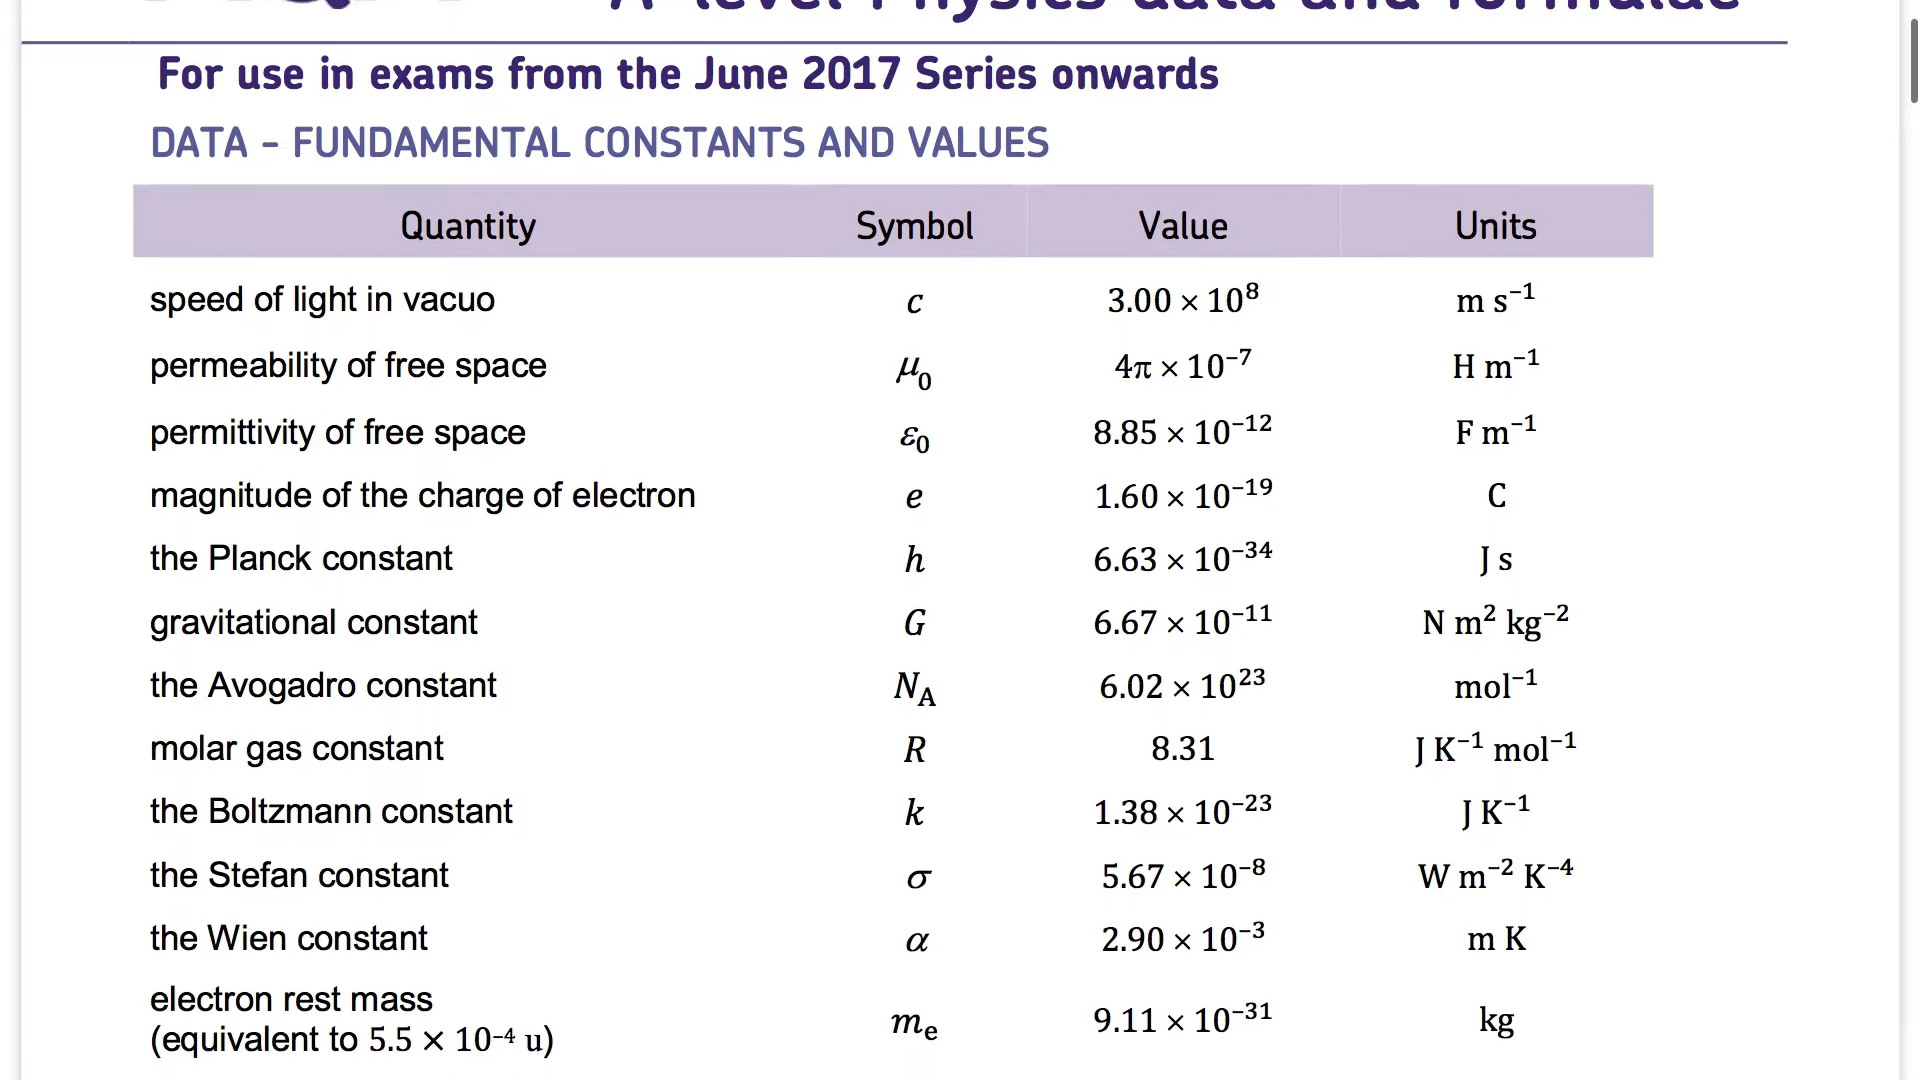 A-level Physics data and formulae
For use in exams from the June 2017 Series onwards
DATA – FUNDAMENTAL CONSTANTS AND VALUES
Quantity Symbol Value Units
speed of light in vacuo c 3.00 × 10⁸ m s⁻¹
permeability of free space μ₀ 4π × 10⁻⁷ H m⁻¹
permittivity of free space ε₀ 8.85 × 10⁻¹² F m⁻¹
magnitude of the charge of electron e 1.60 × 10⁻¹⁹ C
the Planck constant h 6.63 × 10⁻³⁴ J s
gravitational constant G 6.67 × 10⁻¹¹ N m² kg⁻²
the Avogadro constant N_A 6.02 × 10²³ mol⁻¹
molar gas constant R 8.31 J K⁻¹ mol⁻¹
the Boltzmann constant k 1.38 × 10⁻²³ J K⁻¹
the Stefan constant σ 5.67 × 10⁻⁸ W m⁻² K⁻⁴
the Wien constant α 2.90 × 10⁻³ m K
electron rest mass
(equivalent to 5.5 × 10⁻⁴ u) mₑ 9.11 × 10⁻³¹ kg